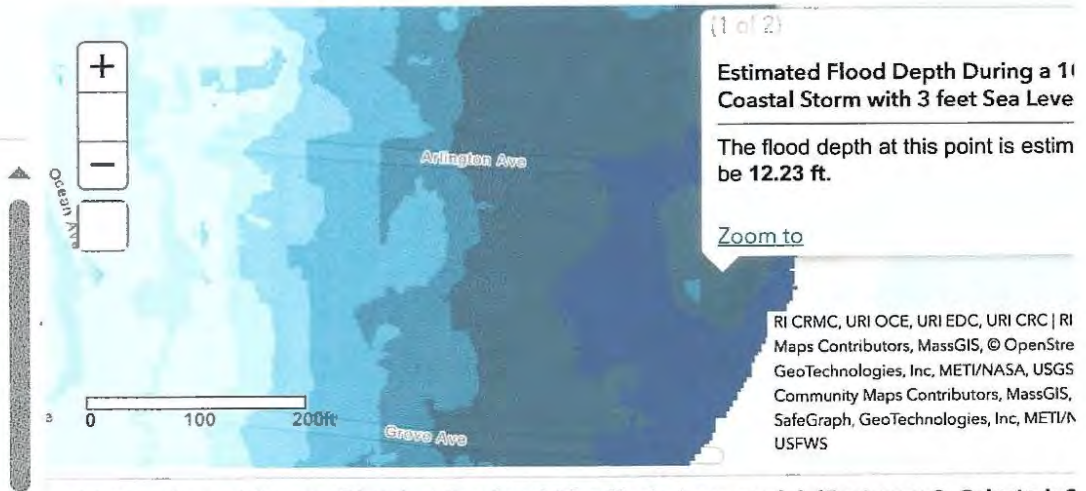 +
−
Ocean Av
Arlington Ave
Grove Ave
0 100 200ft
(1 of 2)
Estimated Flood Depth During a 1
Coastal Storm with 3 feet Sea Leve
The flood depth at this point is estim
be 12.23 ft.
Zoom to
RI CRMC, URI OCE, URI EDC, URI CRC | RI
Maps Contributors, MassGIS, © OpenStre
GeoTechnologies, Inc, METI/NASA, USGS
Community Maps Contributors, MassGIS,
SafeGraph, GeoTechnologies, Inc, METI/N
USFWS